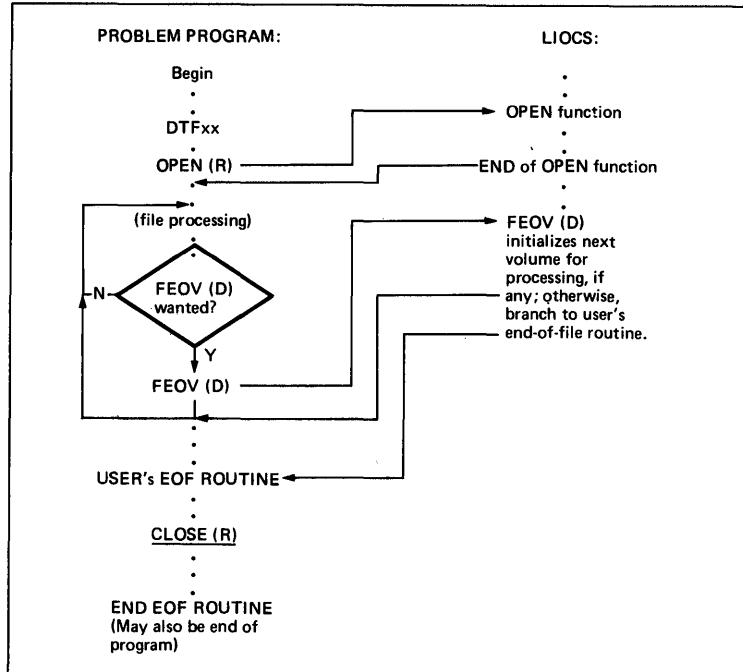 PROBLEM PROGRAM:
Begin
DTFxx
OPEN (R)
(file processing)
FEOV (D)
wanted?
N
Y
FEOV (D)
USER's EOF ROUTINE
CLOSE (R)
END EOF ROUTINE
(May also be end of
program)
LIOCS:
OPEN function
END of OPEN function
FEOV (D)
initializes next
volume for
processing, if
any; otherwise,
branch to user's
end-of-file routine.